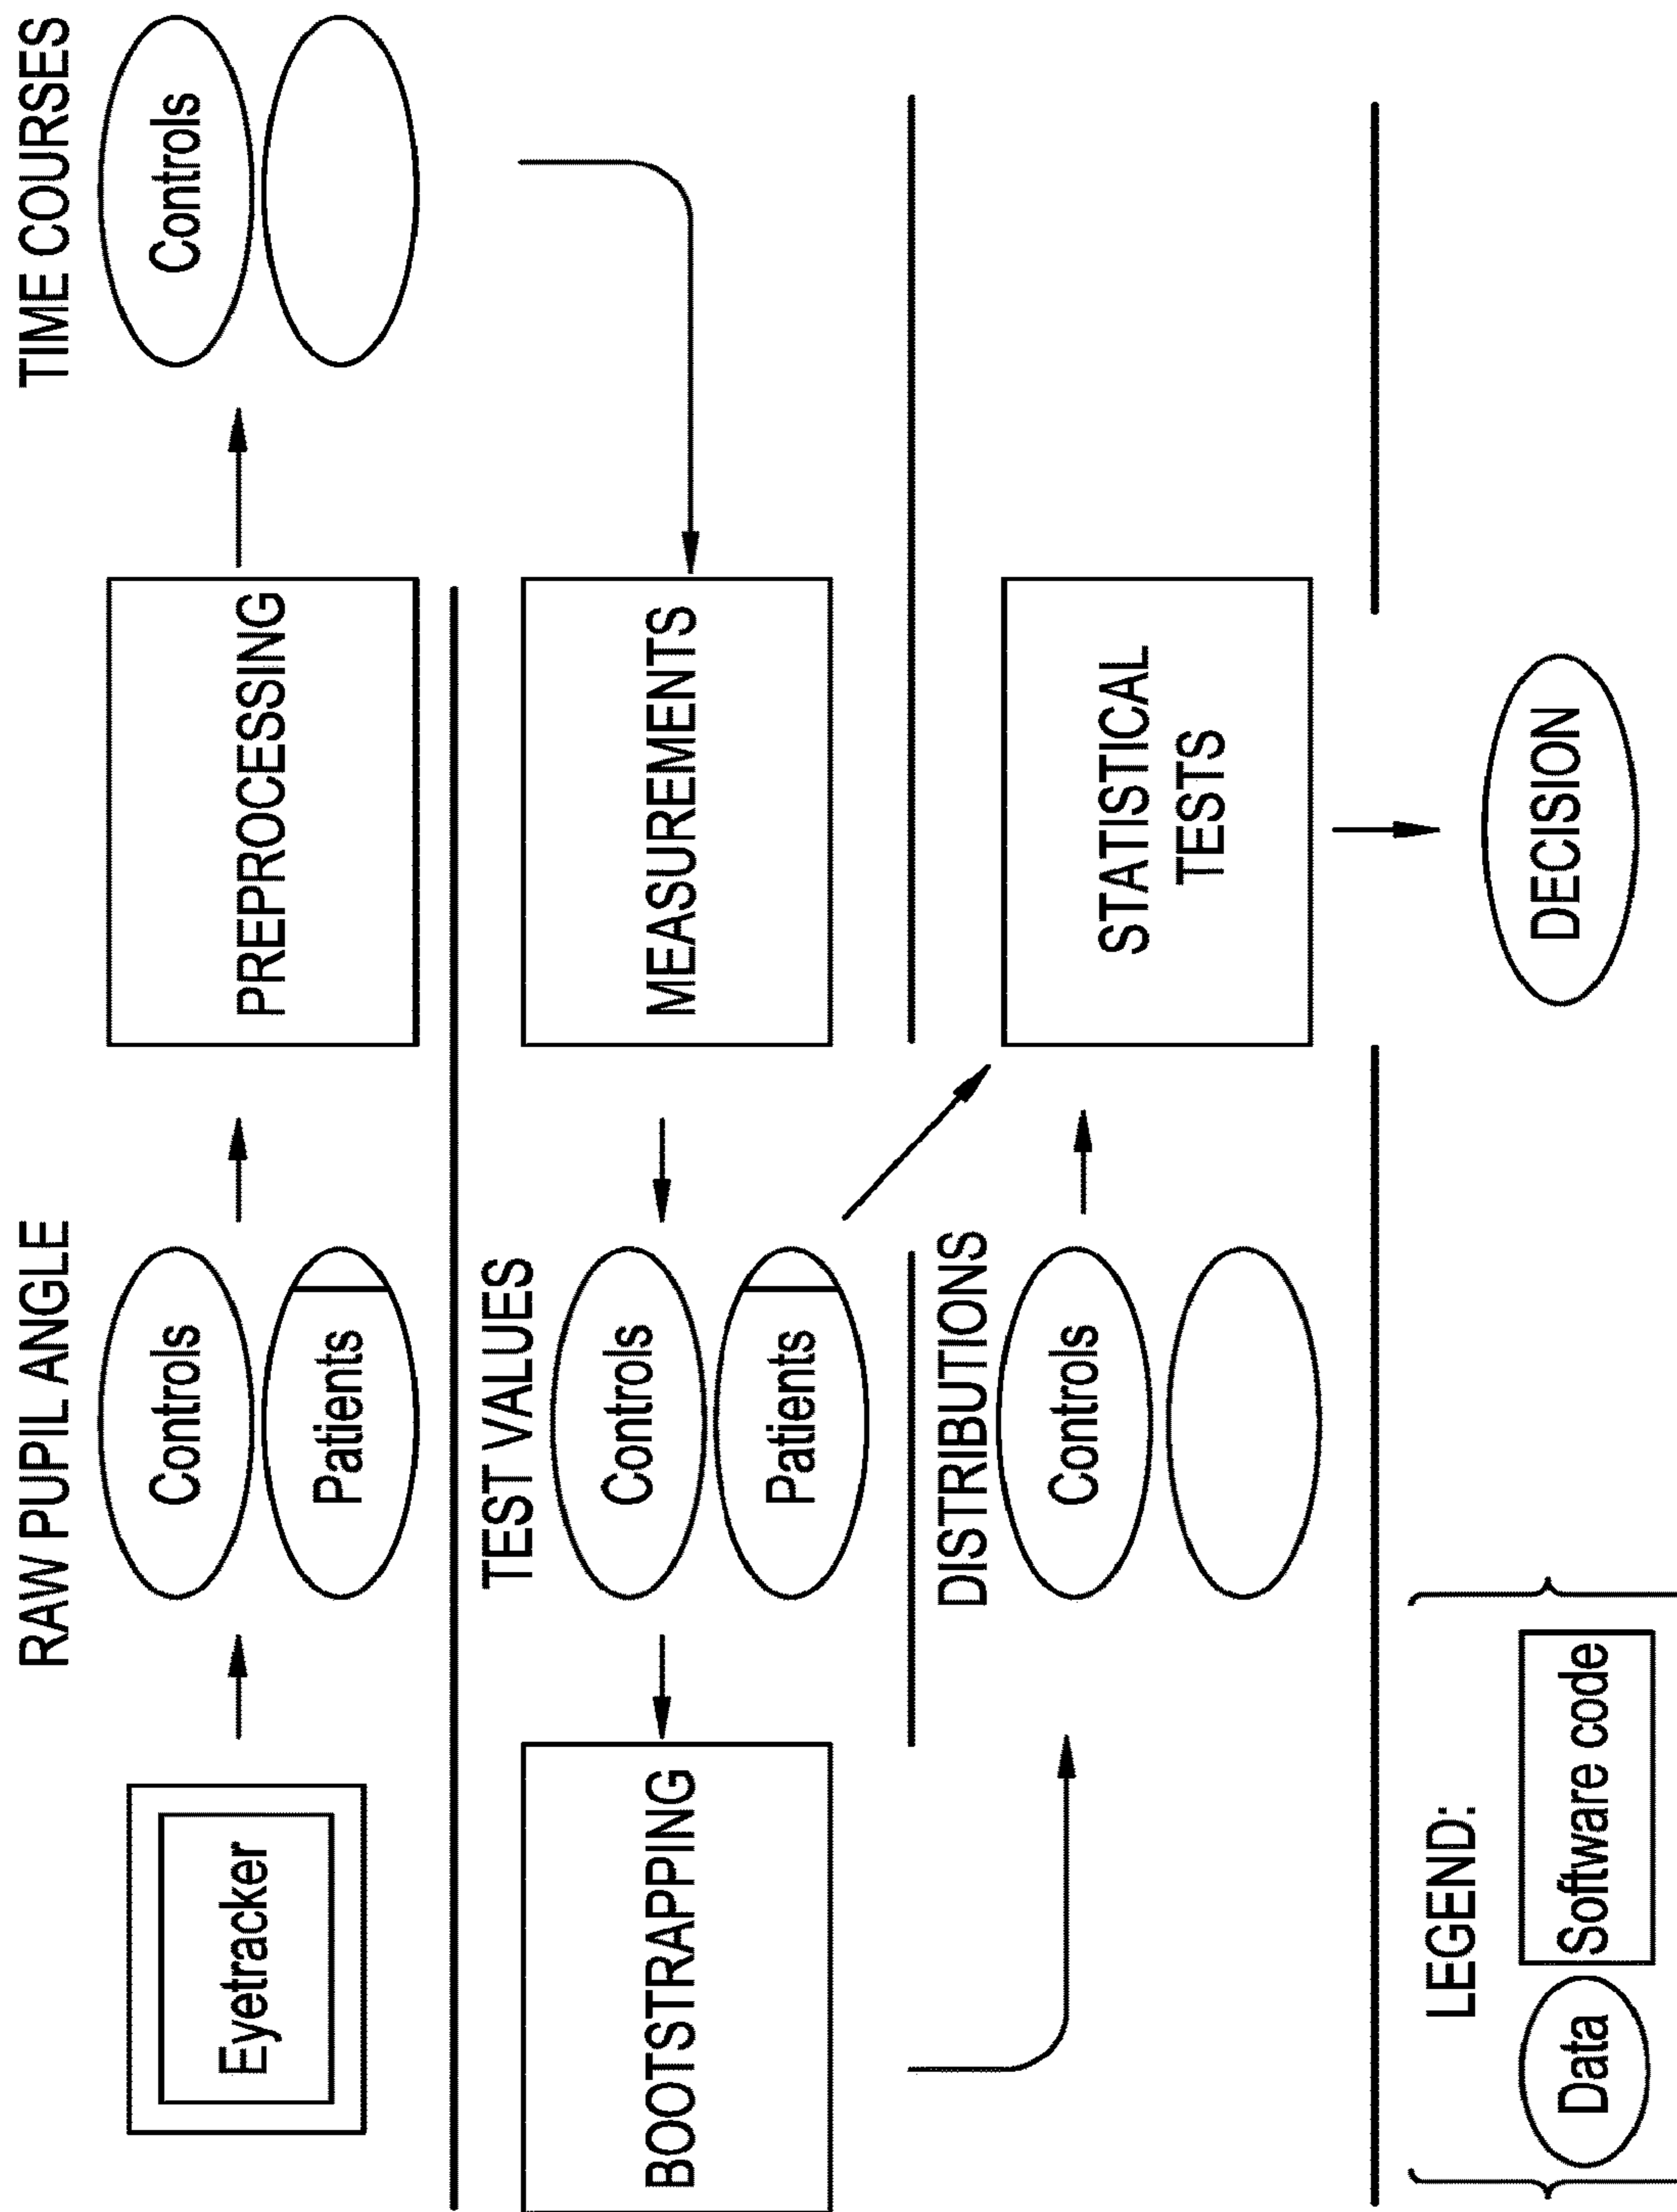 RAW PUPIL ANGLE
TIME COURSES
Eyetracker
Controls
Patients
PREPROCESSING
Controls
TEST VALUES
BOOTSTRAPPING
Controls
Patients
MEASUREMENTS
DISTRIBUTIONS
Controls
STATISTICAL
TESTS
LEGEND:
Data
Software code
DECISION